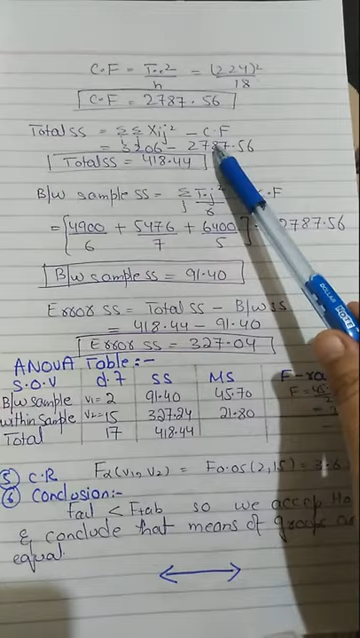 C.F = T..² / n = (224)² / 18
C.F = 2787.56
Total SS = ΣΣ Xij² - C.F
= 3206 - 2787.56
Total SS = 418.44
B/w sample SS = Σ T.j² C.F
= [4900/6 + 5476/7 + 6400/5] 2787.56
B/w sample SS = 91.40
Error SS = Total SS - B/w SS
= 418.44 - 91.40
Error SS = 327.04
ANOVA Table:-
S.O.V d.f SS MS F-ra
B/w sample V₁= 2 91.40 45.70 F = 45.
within Sample V₂= 15 327.24 21.80
Total 17 418.44
⑤ C.R Fα(V₁, V₂) = F0.05(2,15) = 3.6
⑥ Conclusion:-
Fcal < Ftab so we accep Ho
& conclude that means of groups are
equal
DOLLAR